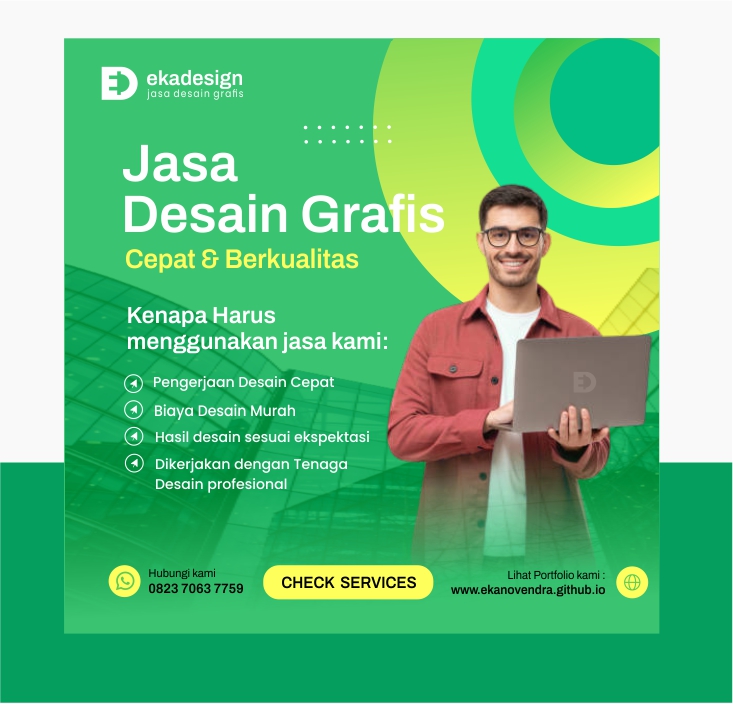 ekadesign
jasa desain grafis
Jasa
Desain Grafis
Cepat & Berkualitas
Kenapa Harus
menggunakan jasa kami:
Pengerjaan Desain Cepat
Biaya Desain Murah
Hasil desain sesuai ekspektasi
Dikerjakan dengan Tenaga
Desain profesional
Hubungi kami
0823 7063 7759
CHECK SERVICES
Lihat Portfolio kami :
www.ekanovendra.github.io